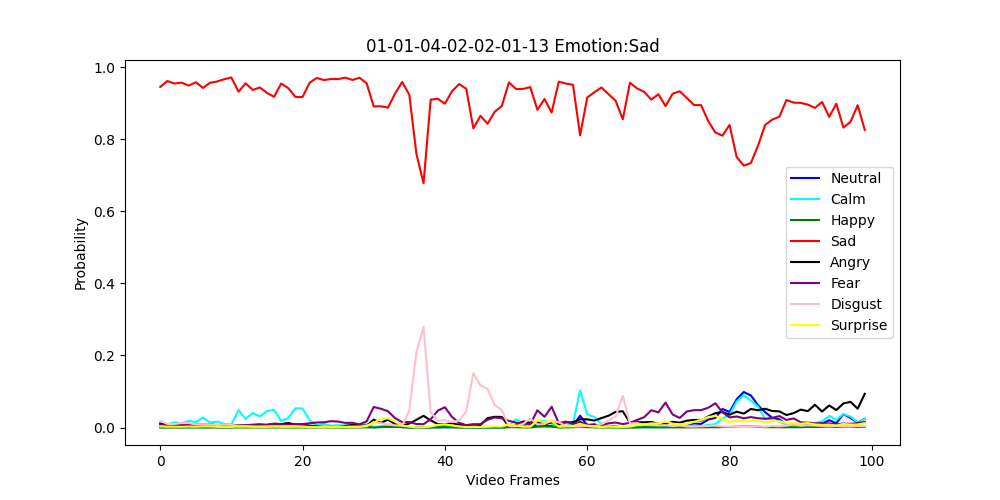 01-01-04-02-02-01-13 Emotion:Sad
1.0
0.8
0.6
0.4
0.2
0.0
Probability
Neutral
Calm
Happy
Sad
Angry
Fear
Disgust
Surprise
0 20 40 60 80 100
Video Frames